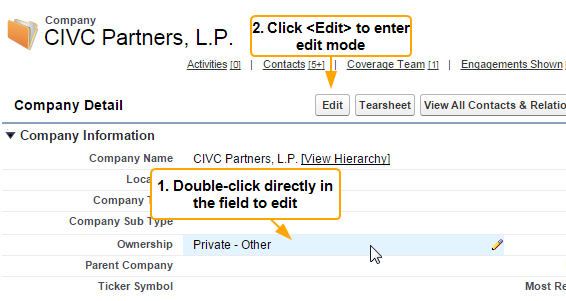 Company
CIVC Partners, L.P.
2. Click <Edit> to enter
edit mode
Activities [0] | Contacts [5+] | Coverage Team [1] | Engagements Shown
Company Detail
Edit Tearsheet View All Contacts & Relatio
Company Information
Company Name CIVC Partners, L.P. [View Hierarchy]
1. Double-click directly in
the field to edit
Company Sub Type
Ownership Private - Other
Parent Company
Ticker Symbol Most Re